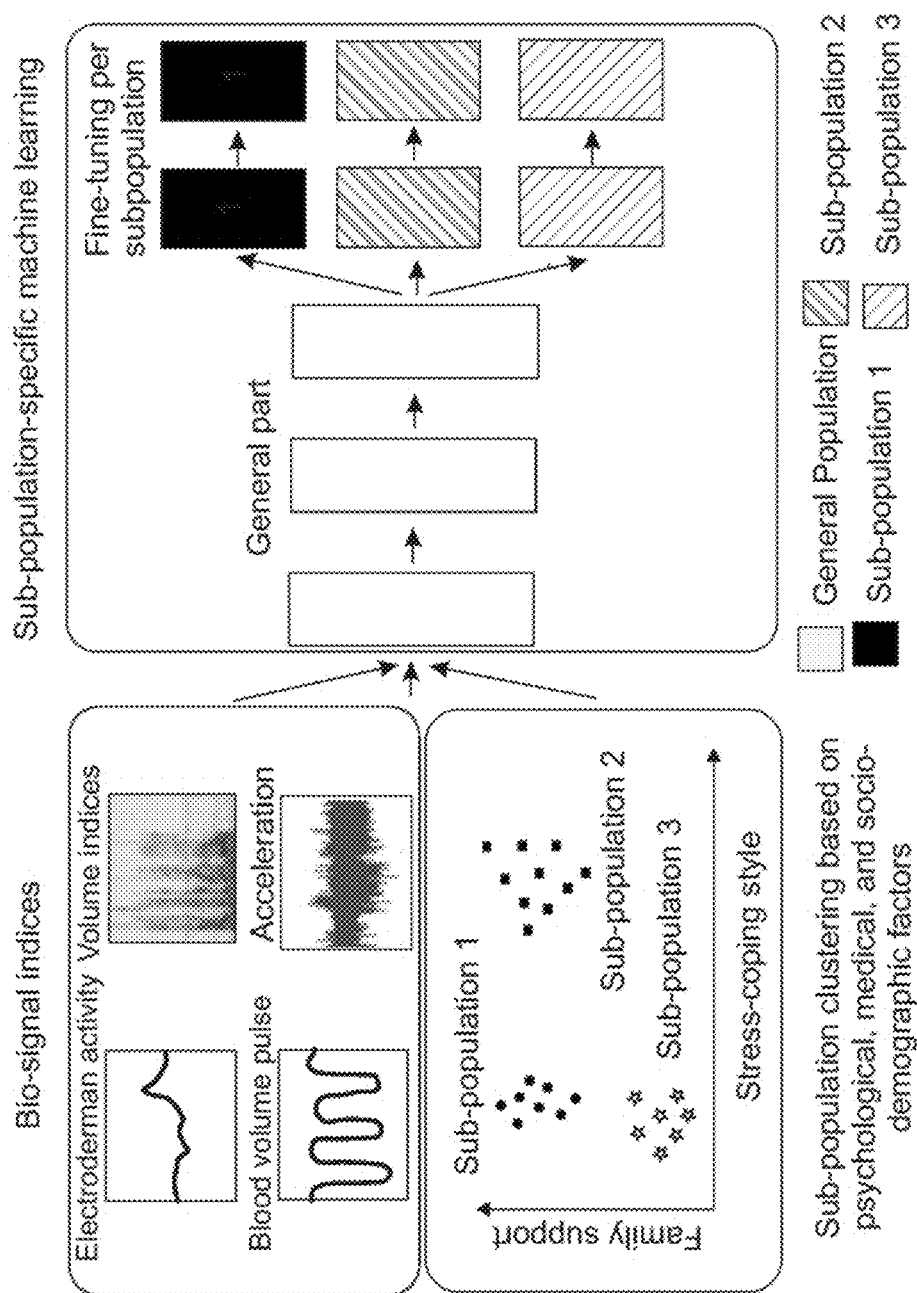 Bio-signal indices
Electroderman activity
Volume indices
Blood volume pulse
Acceleration
Sub-population 1
Sub-population 2
Sub-population 3
Family support
Stress-coping style
Sub-population clustering based on
psychological, medical, and socio-
demographic factors
Sub-population-specific machine learning
General part
Fine-tuning per
subpopulation
General Population
Sub-population 2
Sub-population 1
Sub-population 3